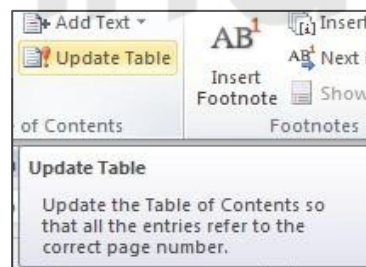 Add Text
Update Table
of Contents
AB1
Insert
Footnote
Insert
AB1 Next
Show
Footnotes
Update Table
Update the Table of Contents so
that all the entries refer to the
correct page number.